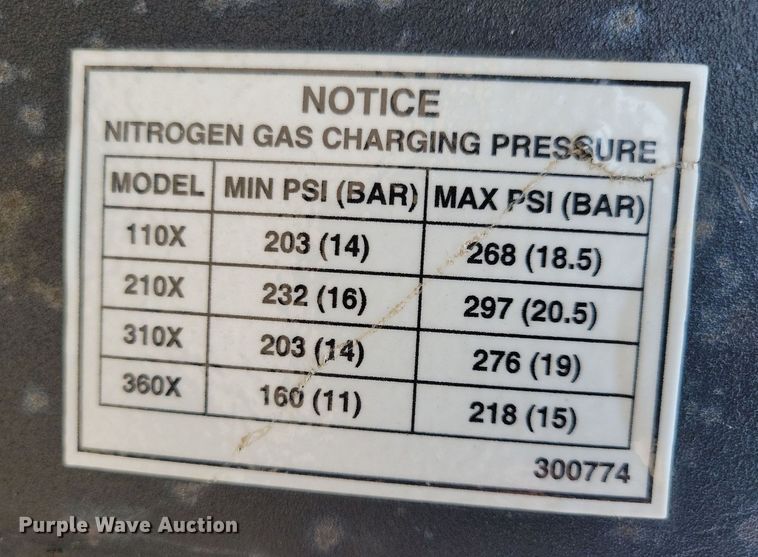 NOTICE
NITROGEN GAS CHARGING PRESSURE
MODEL MIN PSI (BAR) MAX PSI (BAR)
110X 203 (14) 268 (18.5)
210X 232 (16) 297 (20.5)
310X 203 (14) 276 (19)
360X 160 (11) 218 (15)
300774
Purple Wave Auction